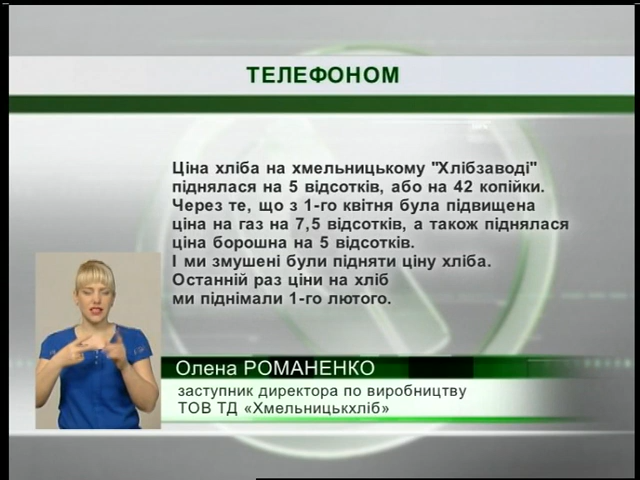 ТЕЛЕФОНОМ
Ціна хліба на хмельницькому "Хлібзаводі"
піднялася на 5 відсотків, або на 42 копійки.
Через те, що з 1-го квітня була підвищена
ціна на газ на 7,5 відсотків, а також піднялася
ціна борошна на 5 відсотків.
І ми змушені були підняти ціну хліба.
Останній раз ціни на хліб
ми піднімали 1-го лютого.
Олена РОМАНЕНКО
заступник директора по виробництву
ТОВ ТД «Хмельницькхліб»